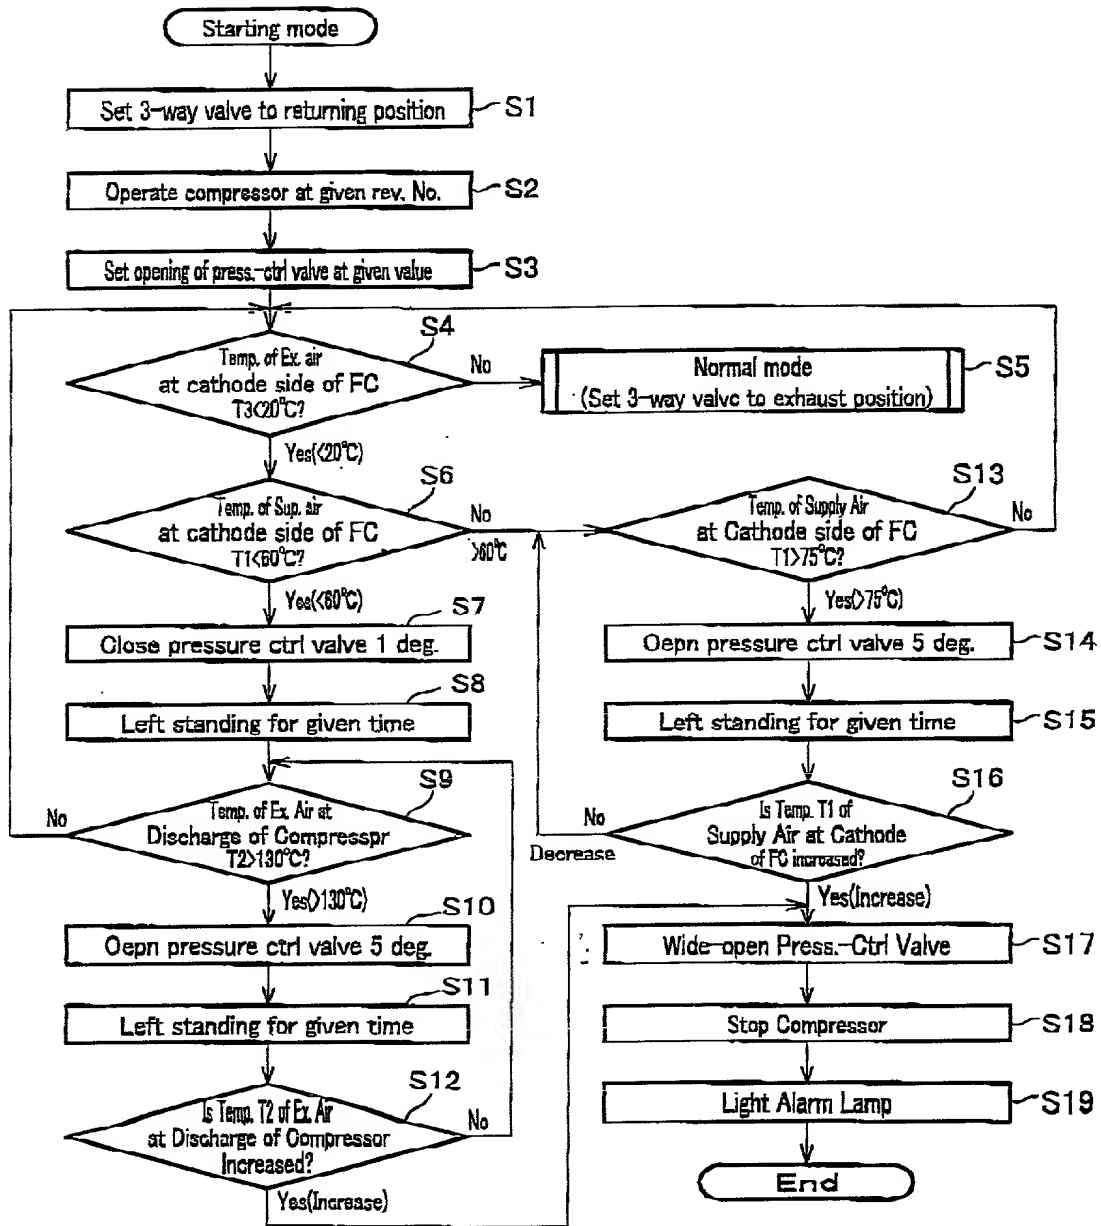 Starting mode
Set 3-way valve to returning position
S1
Operate compressor at given rev. No.
S2
Set opening of press.-ctrl valve at given value
S3
S4
Temp. of Ex. air
at cathode side of FC
T3<20°C?
No
Normal mode
(Set 3-way valve to exhaust position)
S5
Yes(<20°C)
S6
Temp. of Sup. air
at cathode side of FC
T1<60°C?
No
>60°C
S13
Temp. of Supply Air
at Cathode side of FC
T1>75°C?
No
Yes(<60°C)
S7
Close pressure ctrl valve 1 deg.
Yes(>75°C)
Oepn pressure ctrl valve 5 deg.
S14
S8
Left standing for given time
Left standing for given time
S15
S9
Temp. of Ex. Air at
Discharge of Comprosspr
T2>130°C?
No
S16
Is Temp. T1 of
Supply Air at Cathode
of FC increased?
No
Decrease
Yes(>130°C)
S10
Oepn pressure ctrl valve 5 deg.
Yes(Increase)
Wide-open Press.-Ctrl Valve
S17
S11
Left standing for given time
Stop Compressor
S18
S12
Is Temp. T2 of Ex. Air
at Discharge of Compressor
Increased?
No
Light Alarm Lamp
S19
Yes(Increase)
End